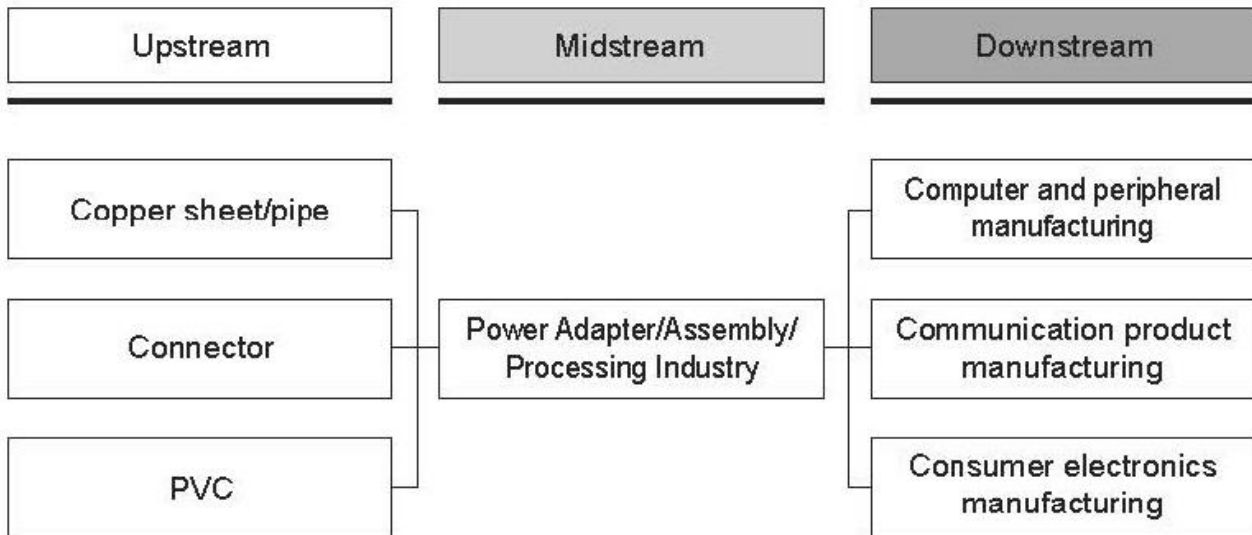 Upstream
Midstream
Downstream
Copper sheet/pipe
Connector
PVC
Power Adapter/Assembly/
Processing Industry
Computer and peripheral
manufacturing
Communication product
manufacturing
Consumer electronics
manufacturing